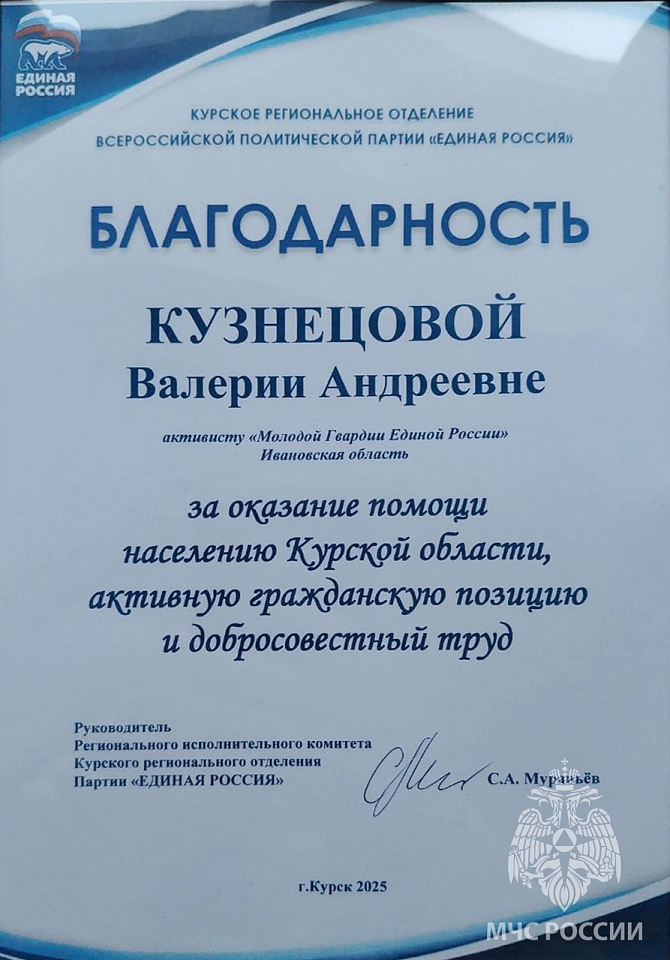 ЕДИНАЯ
РОССИЯ
КУРСКОЕ РЕГИОНАЛЬНОЕ ОТДЕЛЕНИЕ
ВСЕРОССИЙСКОЙ ПОЛИТИЧЕСКОЙ ПАРТИИ «ЕДИНАЯ РОССИЯ»
БЛАГОДАРНОСТЬ
КУЗНЕЦОВОЙ
Валерии Андреевне
активисту «Молодой Гвардии Единой России»
Ивановская область
за оказание помощи
населению Курской области,
активную гражданскую позицию
и добросовестный труд
Руководитель
Регионального исполнительного комитета
Курского регионального отделения
Партии «ЕДИНАЯ РОССИЯ»
С.А. Муравьёв
г.Курск 2025
МЧС РОССИИ